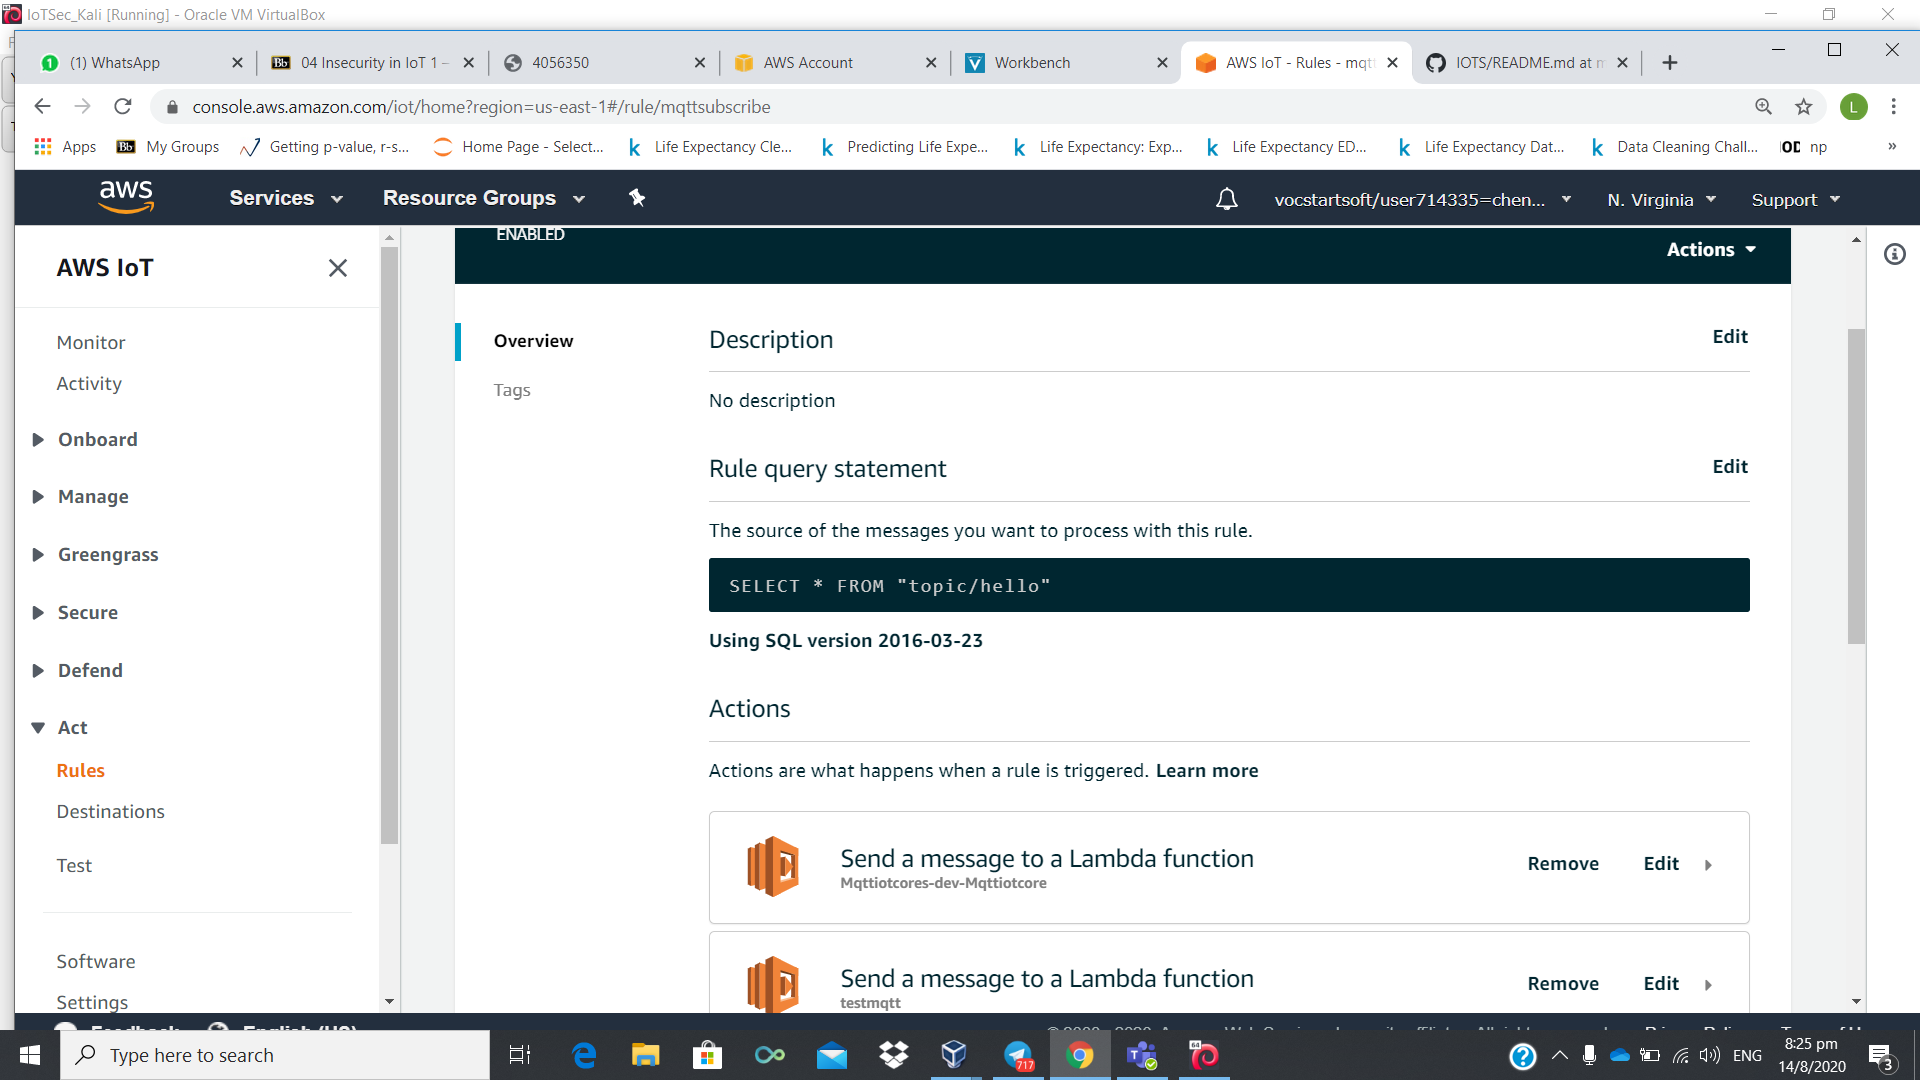 IoTSec_Kali [Running] - Oracle VM VirtualBox
(1) WhatsApp
04 Insecurity in IoT 1 –
4056350
AWS Account
Workbench
AWS IoT - Rules - mqtt
IOTS/README.md at m
console.aws.amazon.com/iot/home?region=us-east-1#/rule/mqttsubscribe
L
Apps
My Groups
Getting p-value, r-s...
Home Page - Select...
Life Expectancy Cle...
Predicting Life Expe...
Life Expectancy: Exp...
Life Expectancy ED...
Life Expectancy Dat...
Data Cleaning Chall...
np
»
aws
Services
Resource Groups
vocstartsoft/user714335=chen...
N. Virginia
Support
AWS IoT
Monitor
Activity
Onboard
Manage
Greengrass
Secure
Defend
Act
Rules
Destinations
Test
Software
Settings
ENABLED
Actions
Overview
Tags
Description
Edit
No description
Rule query statement
Edit
The source of the messages you want to process with this rule.
SELECT * FROM "topic/hello"
Using SQL version 2016-03-23
Actions
Actions are what happens when a rule is triggered. Learn more
Send a message to a Lambda function
Mqttiotcores-dev-Mqttiotcore
Remove
Edit
Send a message to a Lambda function
testmqtt
Remove
Edit
Feedback
English (US)
Type here to search
717
ENG
8:25 pm
14/8/2020
3